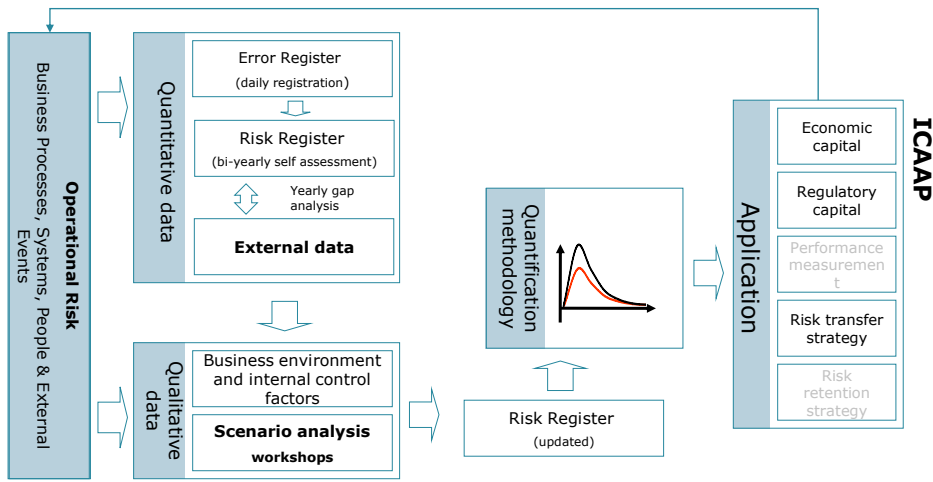 Operational Risk
Business Processes, Systems, People & External
Events
Quantitative data
Error Register
(daily registration)
Risk Register
(bi-yearly self assessment)
Yearly gap
analysis
External data
Qualitative
data
Business environment
and internal control
factors
Scenario analysis
workshops
Risk Register
(updated)
Quantification
methodology
Application
Economic
capital
Regulatory
capital
Performance
measuremen
t
Risk transfer
strategy
Risk
retention
strategy
ICAAP